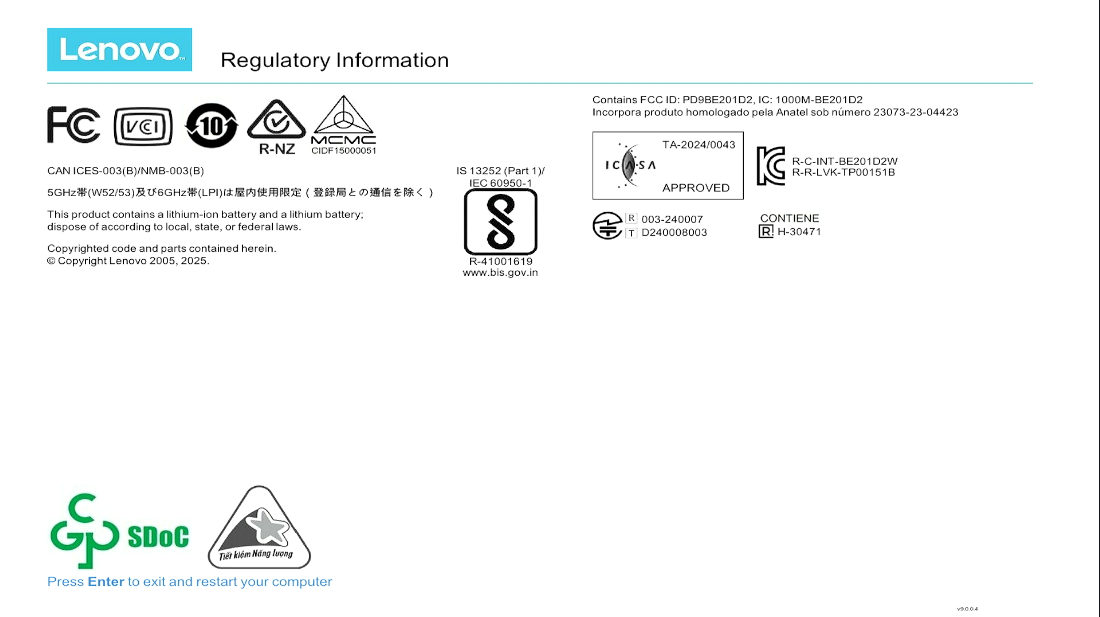 Lenovo™
Regulatory Information
FC
VCCI
10
R-NZ
MCMC
CIDF15000051
CAN ICES-003(B)/NMB-003(B)
5GHz帯(W52/53)及び6GHz帯(LPI)は屋内使用限定 ( 登録局との通信を除く )
This product contains a lithium-ion battery and a lithium battery;
dispose of according to local, state, or federal laws.
Copyrighted code and parts contained herein.
© Copyright Lenovo 2005, 2025.
IS 13252 (Part 1)/
IEC 60950-1
R-41001619
www.bis.gov.in
Contains FCC ID: PD9BE201D2, IC: 1000M-BE201D2
Incorpora produto homologado pela Anatel sob número 23073-23-04423
TA-2024/0043
ICASA
APPROVED
R-C-INT-BE201D2W
R-R-LVK-TP00151B
R 003-240007
T D240008003
CONTIENE
R H-30471
CGP SDoC
Tiết kiệm Năng lượng
Press Enter to exit and restart your computer
v9.0.0.4